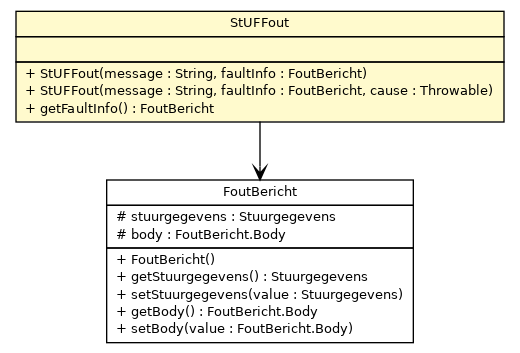 StUFFout
+ StUFFout(message : String, faultInfo : FoutBericht)
+ StUFFout(message : String, faultInfo : FoutBericht, cause : Throwable)
+ getFaultInfo() : FoutBericht
FoutBericht
# stuurgegevens : Stuurgegevens
# body : FoutBericht.Body
+ FoutBericht()
+ getStuurgegevens() : Stuurgegevens
+ setStuurgegevens(value : Stuurgegevens)
+ getBody() : FoutBericht.Body
+ setBody(value : FoutBericht.Body)